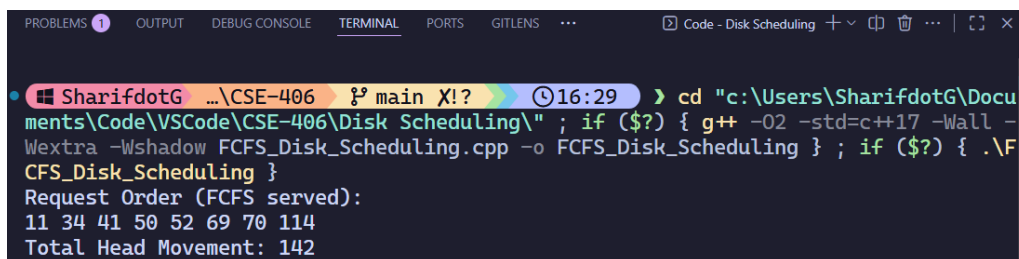 PROBLEMS 1 OUTPUT DEBUG CONSOLE TERMINAL PORTS GITLENS ··· Code - Disk Scheduling
SharifdotG …\CSE-406 main X!? 16:29 ❯ cd "c:\Users\SharifdotG\Docu
ments\Code\VSCode\CSE-406\Disk Scheduling\" ; if ($?) { g++ -O2 -std=c++17 -Wall -
Wextra -Wshadow FCFS_Disk_Scheduling.cpp -o FCFS_Disk_Scheduling } ; if ($?) { .\F
CFS_Disk_Scheduling }
Request Order (FCFS served):
11 34 41 50 52 69 70 114
Total Head Movement: 142